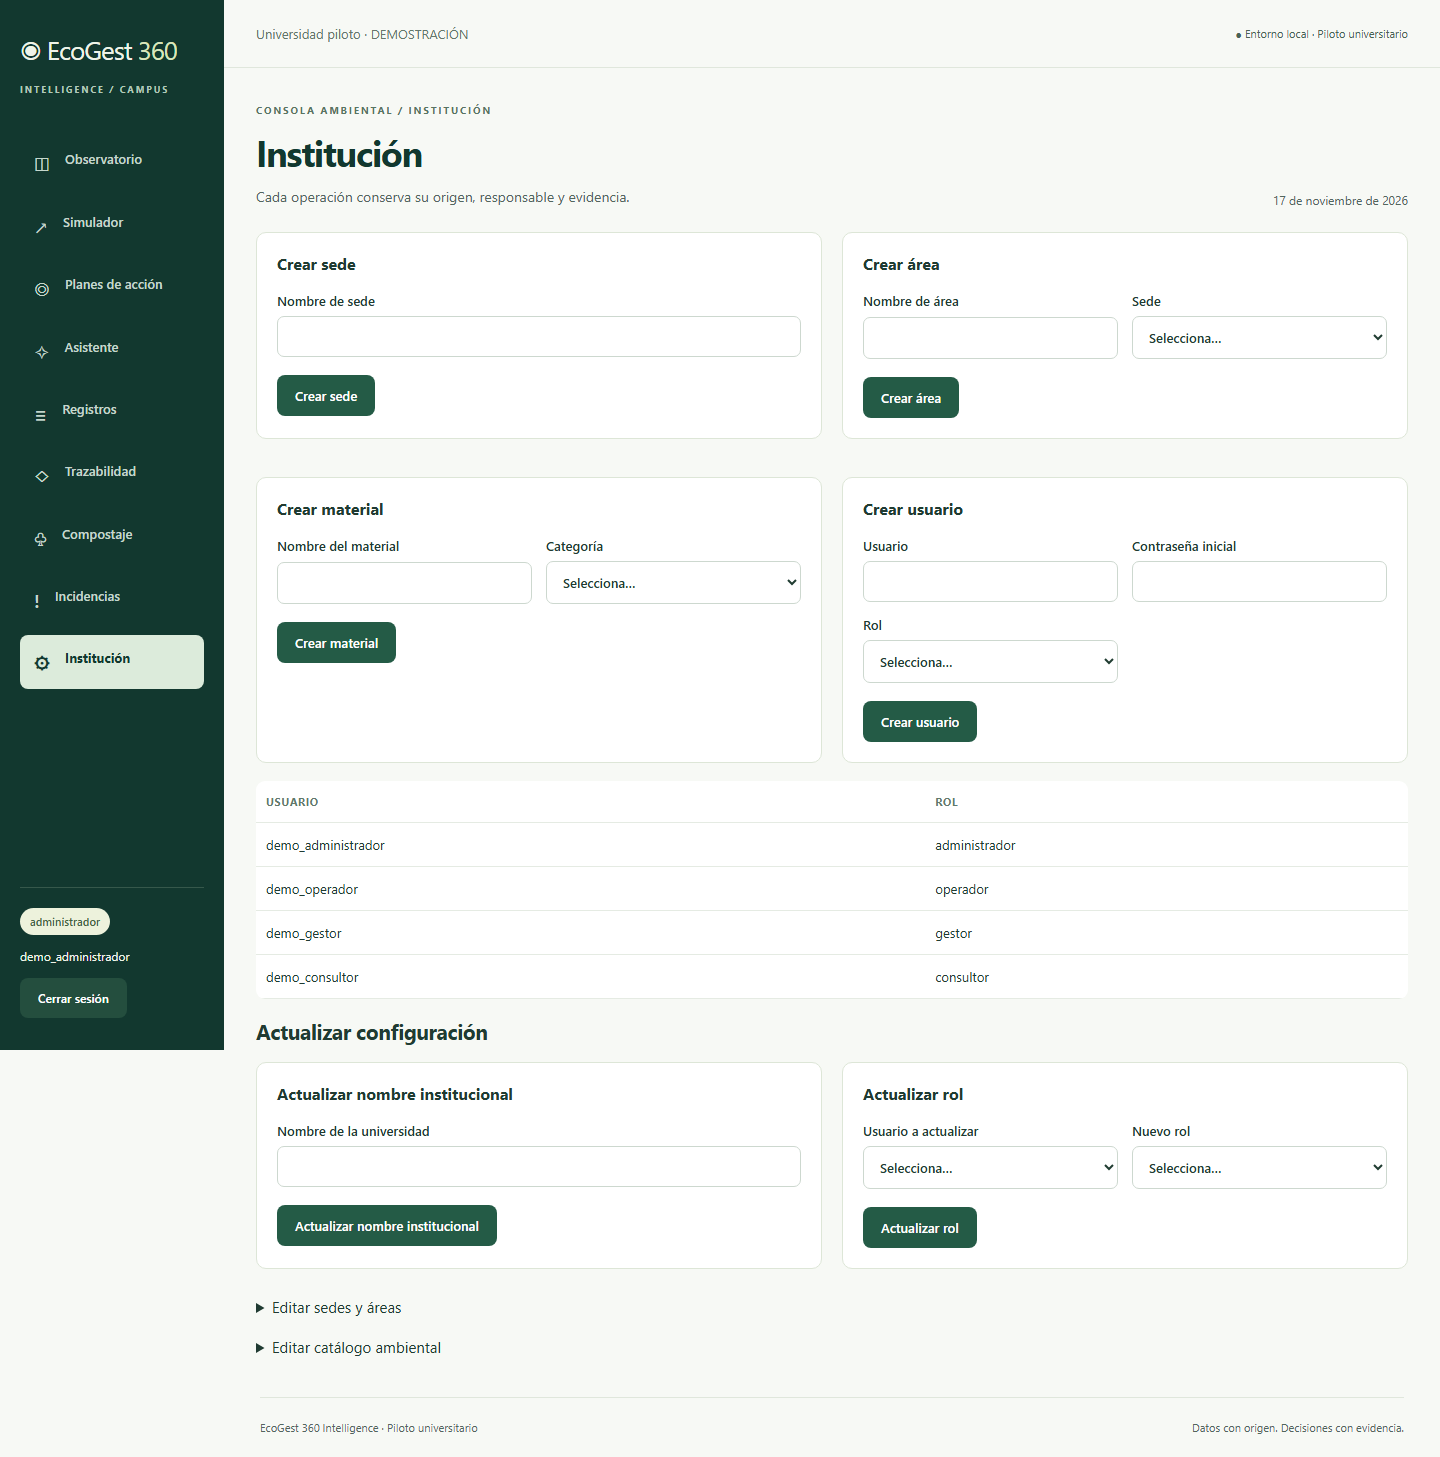 EcoGest 360
INTELLIGENCE / CAMPUS
Observatorio
Simulador
Planes de acción
Asistente
Registros
Trazabilidad
Compostaje
Incidencias
Institución
administrador
demo_administrador
Cerrar sesión
Universidad piloto · DEMOSTRACIÓN
● Entorno local · Piloto universitario
CONSOLA AMBIENTAL / INSTITUCIÓN
Institución
Cada operación conserva su origen, responsable y evidencia.
17 de noviembre de 2026
Crear sede
Nombre de sede
Crear sede
Crear área
Nombre de área
Sede
Selecciona...
Crear área
Crear material
Nombre del material
Categoría
Selecciona...
Crear material
Crear usuario
Usuario
Contraseña inicial
Rol
Selecciona...
Crear usuario
USUARIO ROL
demo_administrador administrador
demo_operador operador
demo_gestor gestor
demo_consultor consultor
Actualizar configuración
Actualizar nombre institucional
Nombre de la universidad
Actualizar nombre institucional
Actualizar rol
Usuario a actualizar
Nuevo rol
Selecciona...
Selecciona...
Actualizar rol
Editar sedes y áreas
Editar catálogo ambiental
EcoGest 360 Intelligence · Piloto universitario
Datos con origen. Decisiones con evidencia.